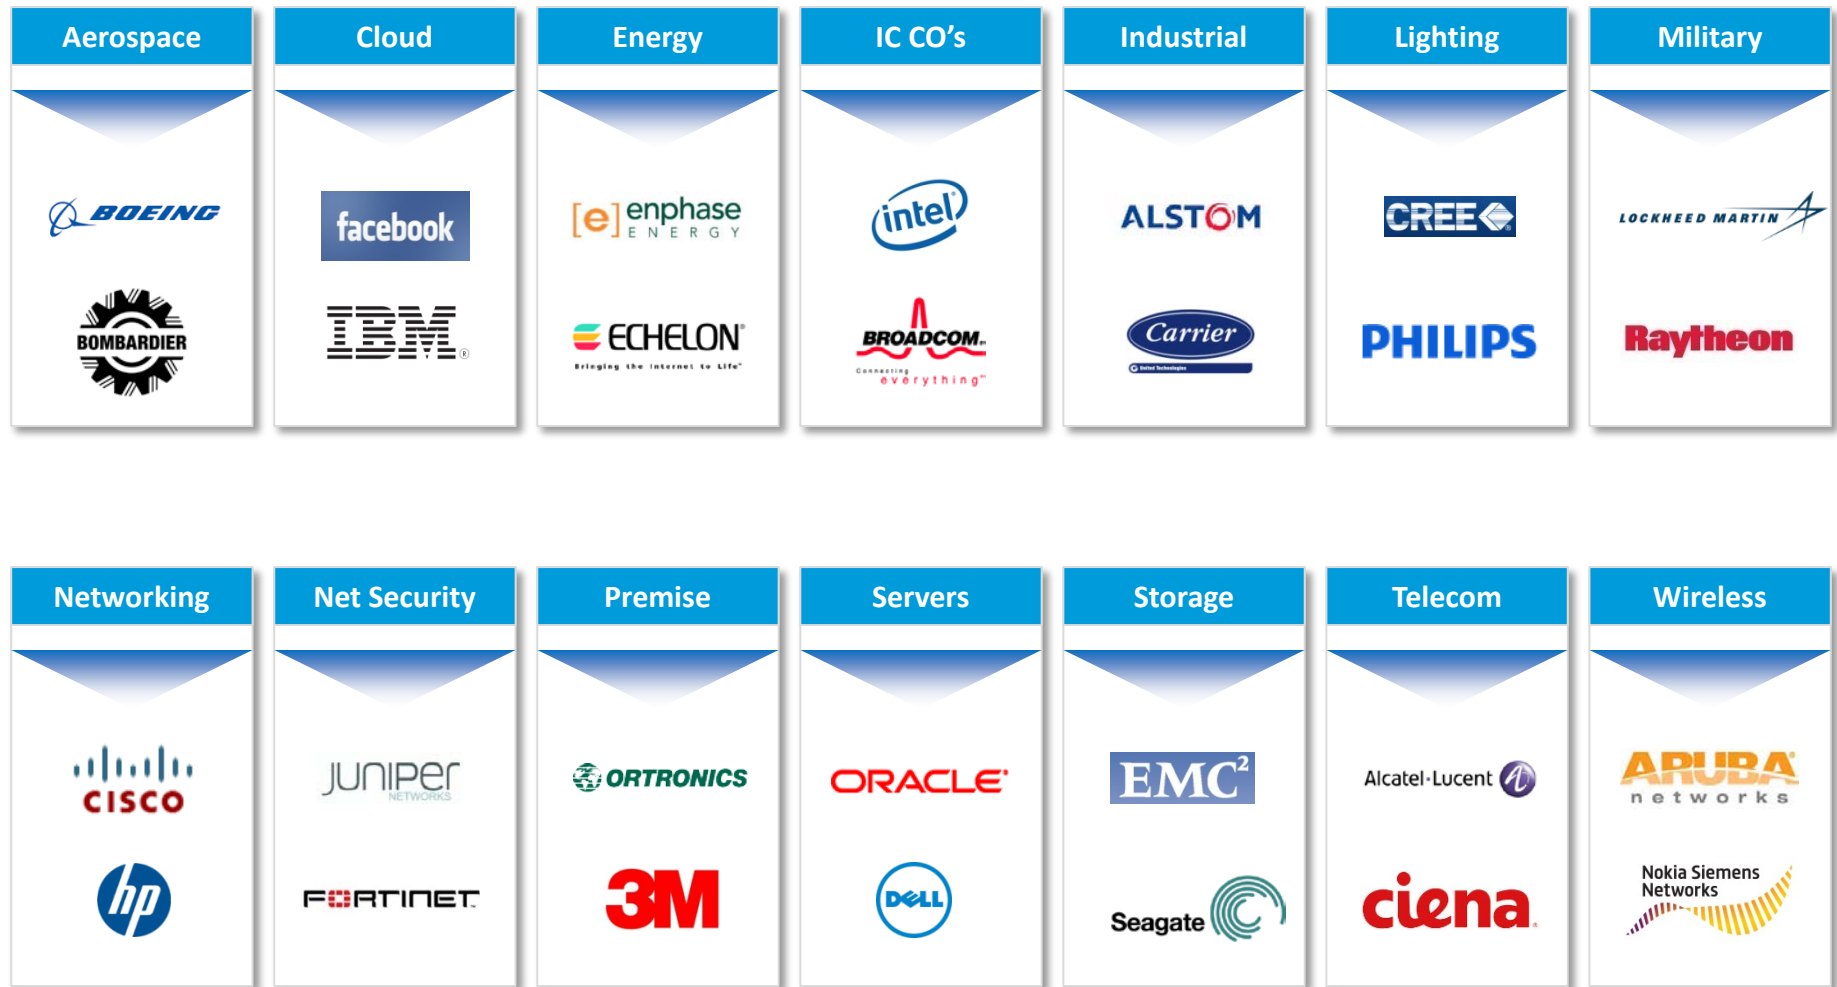 Aerospace
BOEING
BOMBARDIER
Cloud
facebook
IBM®
Energy
[e] enphase
ENERGY
ECHELON®
Bringing the Internet to Life®
IC CO's
intel®
BROADCOM
Connecting
everything
Industrial
ALSTOM
Carrier
United Technologies
Lighting
CREE®
PHILIPS
Military
LOCKHEED MARTIN
Raytheon
Networking
CISCO
hp
Net Security
JUNIPER
NETWORKS
FORTINET
Premise
ORTRONICS
3M
Servers
ORACLE®
DELL
Storage
EMC²
Seagate
Telecom
Alcatel·Lucent
ciena
Wireless
ARUBA
networks
Nokia Siemens
Networks